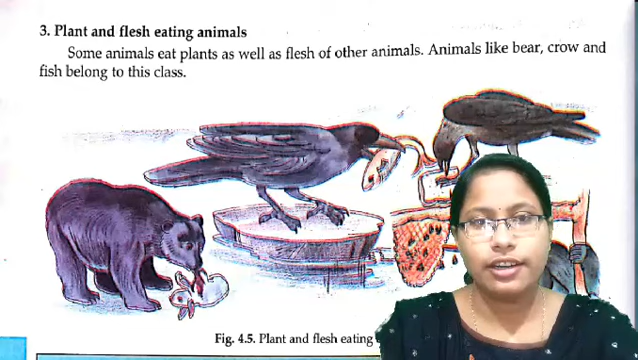 3. Plant and flesh eating animals
Some animals eat plants as well as flesh of other animals. Animals like bear, crow and
fish belong to this class.
Fig. 4.5. Plant and flesh eating